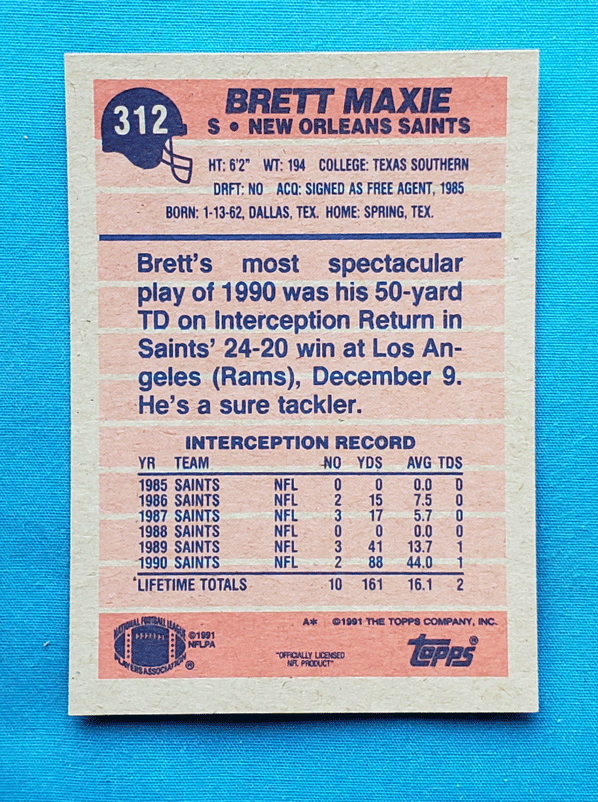 312
BRETT MAXIE
S • NEW ORLEANS SAINTS
HT: 6'2" WT: 194 COLLEGE: TEXAS SOUTHERN
DRFT: NO ACQ: SIGNED AS FREE AGENT, 1985
BORN: 1-13-62, DALLAS, TEX. HOME: SPRING, TEX.
Brett's most spectacular
play of 1990 was his 50-yard
TD on Interception Return in
Saints' 24-20 win at Los An-
geles (Rams), December 9.
He's a sure tackler.
INTERCEPTION RECORD
YR TEAM NO YDS AVG TDS
1985 SAINTS NFL 0 0 0.0 0
1986 SAINTS NFL 2 15 7.5 0
1987 SAINTS NFL 3 17 5.7 0
1988 SAINTS NFL 0 0 0.0 0
1989 SAINTS NFL 3 41 13.7 1
1990 SAINTS NFL 2 88 44.0 1
LIFETIME TOTALS 10 161 16.1 2
A* ©1991 THE TOPPS COMPANY, INC.
NATIONAL FOOTBALL LEAGUE
PLAYERS ASSOCIATION ®
©1991
NFLPA
"OFFICIALLY LICENSED
NFL PRODUCT"
topps®